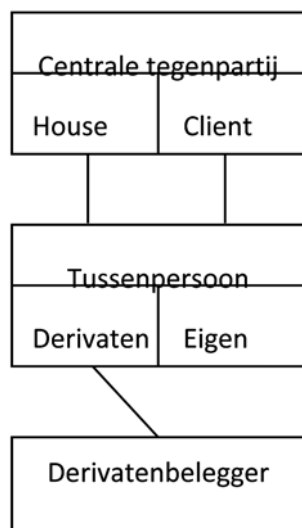 Centrale tegenpartij
House Client
Tussenpersoon
Derivaten Eigen
Derivatenbelegger